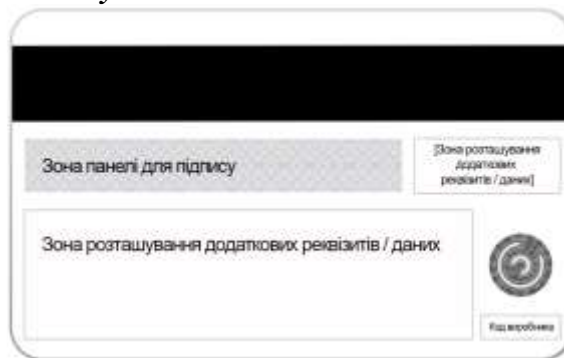 Зона панелі для підпису
[Зона розташування
додаткових
реквізитів / даних]
Зона розташування додаткових реквізитів / даних
Код виробника